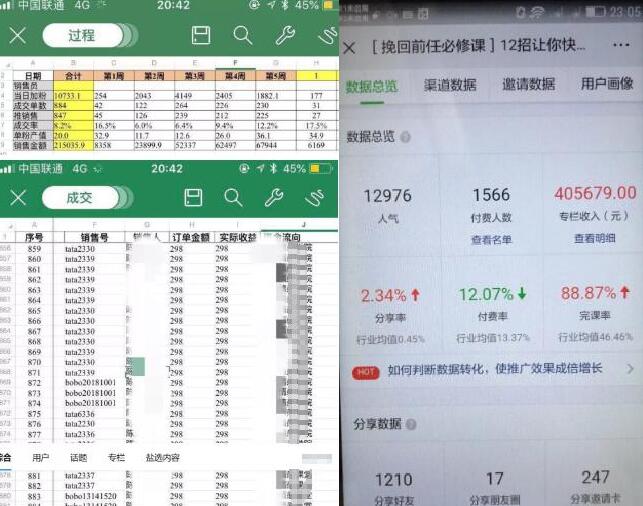 中国联通 4G 20:42 45%
过程
A B C D E F G H
日期 合计 第1周 第2周 第3周 第4周 第5周 1
销售员
当日加粉 10733.1 254 2043 4149 2405 1882.1 177
成交单数 884 42 122 264 226 230 31
推销售 847 45 126 239 212 225 27
成交率 8.2% 16.5% 6.0% 6.4% 9.4% 12.2% 17.5%
单粉产值 20.0 32.9 11.7 12.6 26.0 36.1 34.9
销售金额 215035.9 8358 23899.9 52337 62497 67944 6169
中国联通 4G 20:42 45%
成交
A F G H I J
序号 销售号 订单金额 实际收益 流向
859 tata2330 298 298
860 tata2339 298 298
861 tata2339 298 298
862 tata2330 298 298
863 tata2339 298 298
864 tata2339 298 298
865 tata2330 298 298
866 tata2330 298 298
867 tata2330 298 298
868 tata2339 298 298
869 tata2339 298 298
870 tata2330 298 298
871 tata2339 298 298
872 bobo20181001 298 298
873 bobo20181001 298 298
874 bobo20181001 298 298
875 tata6336 298 298
876 tata2330 298 298
877 tata2336 陈 298 298
综合 用户 话题 专栏 盐选内容
881 tata2337 298 298
882 tata2337 298 298
883 bobo13141520 298 298
884 bobo13141520 298 298
23:05
[挽回前任必修课] 12招让你快...
数据总览 渠道数据 邀请数据 用户画像
数据总览
12976 1566 405679.00
人气 付费人数 专栏收入（元）
查看名单 查看明细
2.34% 12.07% 88.87%
分享率 付费率 完课率
行业均值0.45% 行业均值13.37% 行业均值46.46%
HOT 如何判断数据转化，使推广效果成倍增长
分享数据
1210 17 247
分享好友 分享朋友圈 分享邀请卡